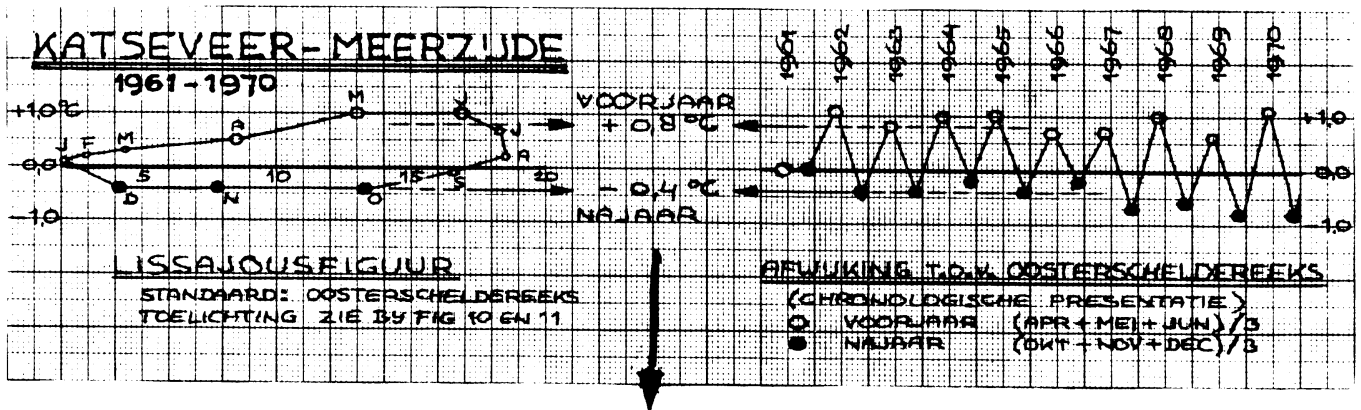 KATSEVEER-MEERZIJDE
1961-1970
+1,0°C
0,0
-1,0
J F M A M J J A S O N D
5 10 15 20
VOORJAAR
+ 0,8 °C
- 0,4 °C
NAJAAR
1961 1962 1963 1964 1965 1966 1967 1968 1969 1970
+1,0
0,0
-1,0
LISSAJOUSFIGUUR
STANDAARD: OOSTERSCHELDEREEKS
TOELICHTING ZIE BY FIG 10 EN 11
AFWIJKING T.O.V. OOSTERSCHELDEREEKS
(CHRONOLOGISCHE PRESENTATIE)
VOORJAAR (APR+MEI+JUN)/3
NAJAAR (OKT+NOV+DEC)/3